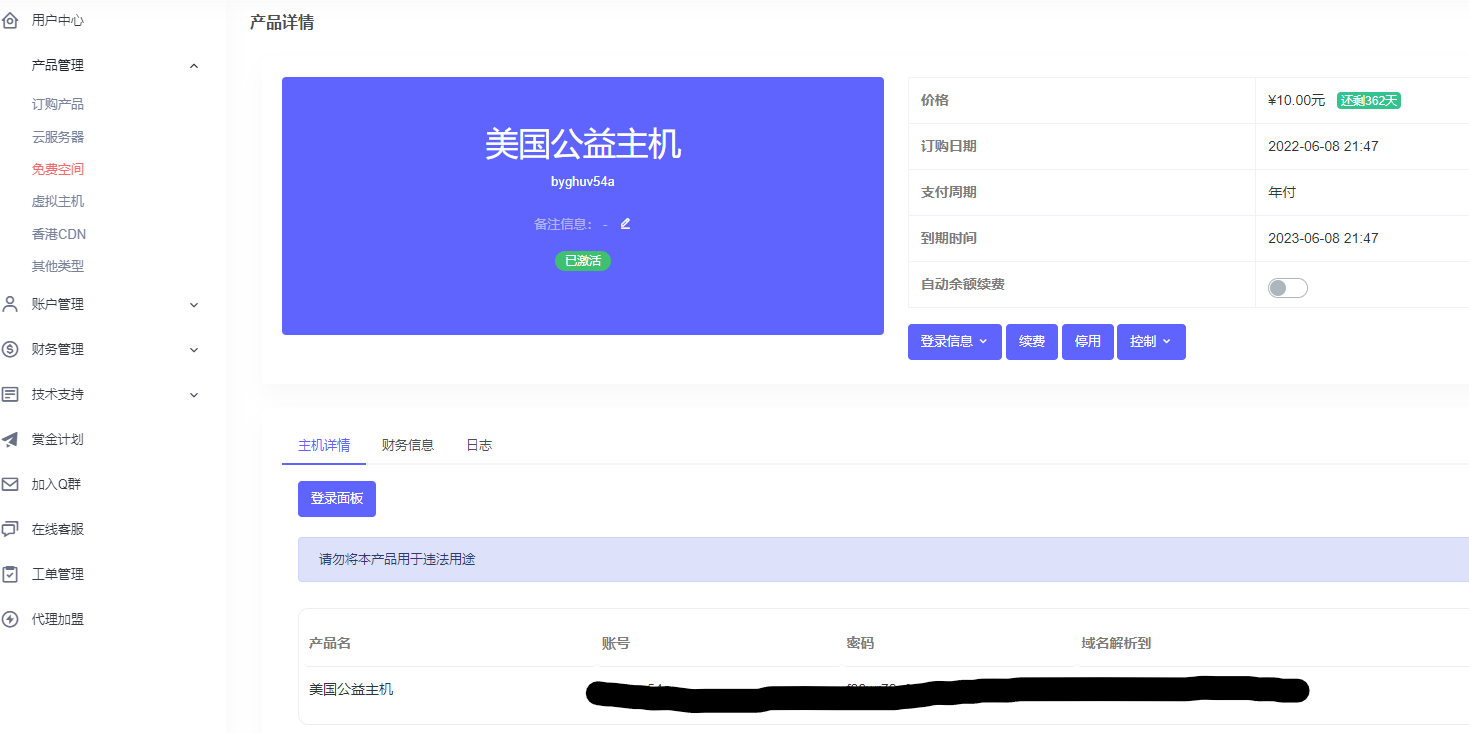 用户中心
产品管理
订购产品
云服务器
免费空间
虚拟主机
香港CDN
其他类型
账户管理
财务管理
技术支持
赏金计划
加入Q群
在线客服
工单管理
代理加盟
产品详情
美国公益主机
byghuv54a
备注信息： -
已激活
价格 ¥10.00元 还剩362天
订购日期 2022-06-08 21:47
支付周期 年付
到期时间 2023-06-08 21:47
自动余额续费
登录信息 续费 停用 控制
主机详情 财务信息 日志
登录面板
请勿将本产品用于违法用途
产品名 账号 密码 域名解析到
美国公益主机